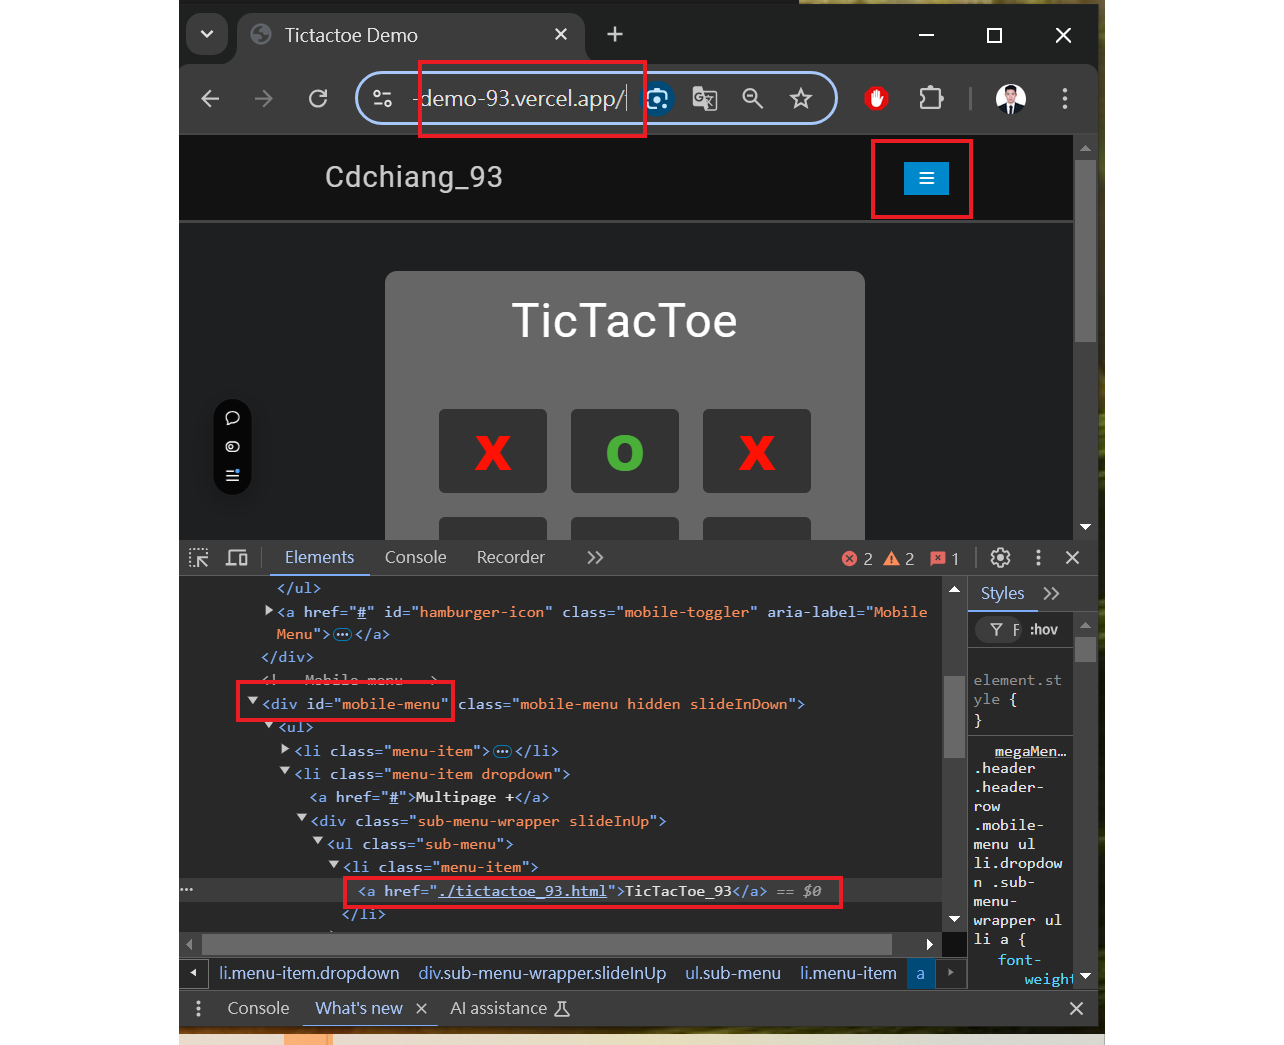 Tictactoe Demo
-demo-93.vercel.app/
Cdchiang_93
TicTacToe
X O X
Elements Console Recorder 2 2 1
</ul>
<a href="#" id="hamburger-icon" class="mobile-toggler" aria-label="Mobile
Menu"> </a>
</div>
<!-- Mobile menu -->
<div id="mobile-menu" class="mobile-menu hidden slideInDown">
<ul>
<li class="menu-item"> </li>
<li class="menu-item dropdown">
<a href="#">Multipage +</a>
<div class="sub-menu-wrapper slideInUp">
<ul class="sub-menu">
<li class="menu-item">
<a href="./tictactoe_93.html">TicTacToe_93</a> == $0
</li>
Styles
F :hov
element.st
yle {
}
megaMen…
.header
.header-
row
.mobile-
menu ul
li.dropdow
n .sub-
menu-
wrapper ul
li a {
font-
weight
li.menu-item.dropdown div.sub-menu-wrapper.slideInUp ul.sub-menu li.menu-item a
Console What's new AI assistance